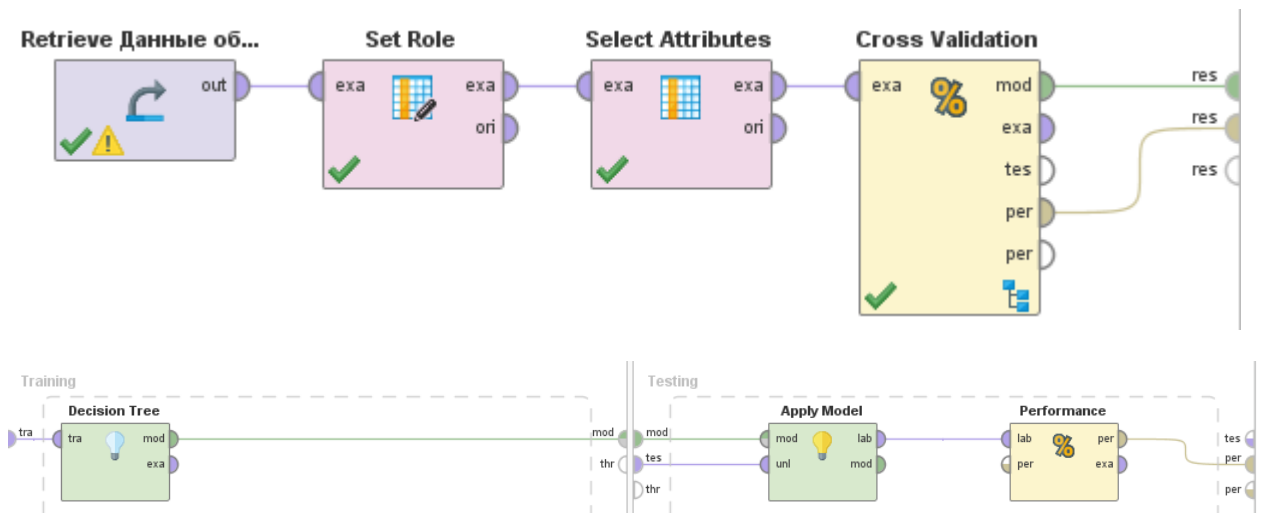 Retrieve Данные об...
Set Role
Select Attributes
Cross Validation
out
exa
exa
ori
exa
exa
ori
exa
mod
exa
tes
per
per
res
res
res
Training
Testing
Decision Tree
Apply Model
Performance
tra
tra
mod
exa
mod
thr
mod
tes
thr
mod
unl
lab
mod
lab
per
per
exa
tes
per
per